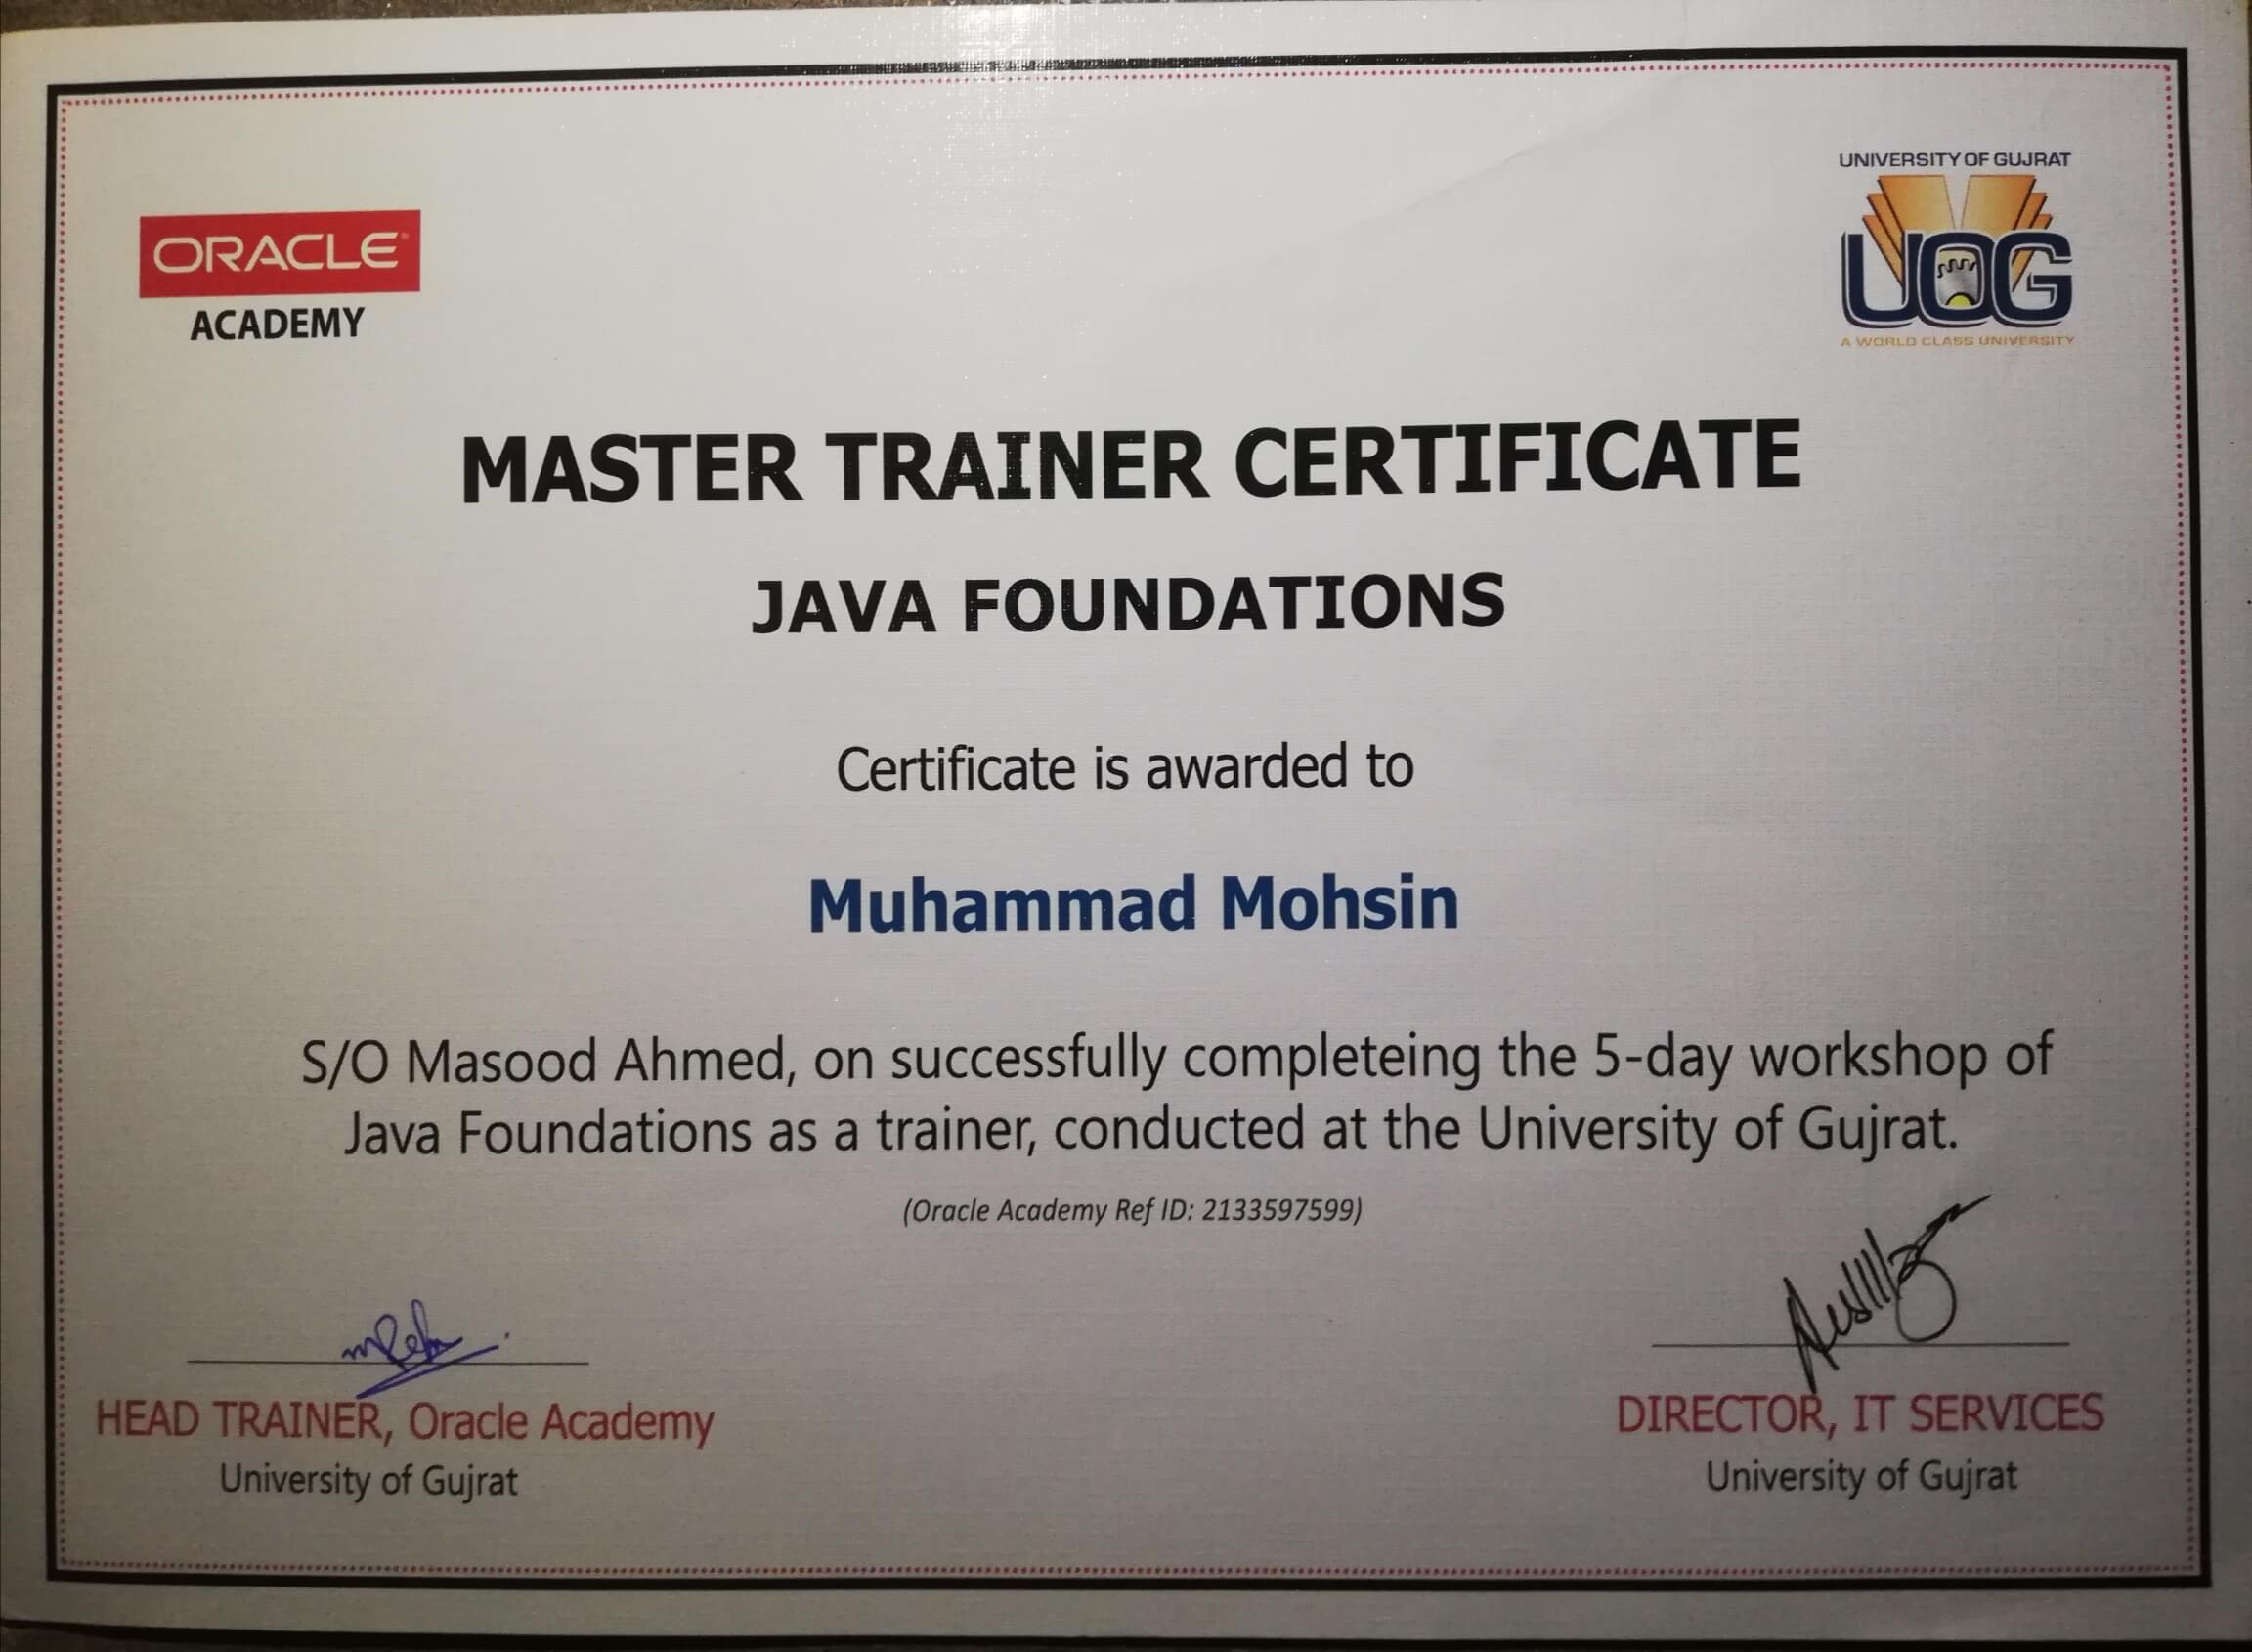 UNIVERSITY OF GUJRAT
ORACLE
ACADEMY
UOG
A WORLD CLASS UNIVERSITY
MASTER TRAINER CERTIFICATE
JAVA FOUNDATIONS
Certificate is awarded to
Muhammad Mohsin
S/O Masood Ahmed, on successfully completeing the 5-day workshop of
Java Foundations as a trainer, conducted at the University of Gujrat.
(Oracle Academy Ref ID: 2133597599)
HEAD TRAINER, Oracle Academy
University of Gujrat
DIRECTOR, IT SERVICES
University of Gujrat